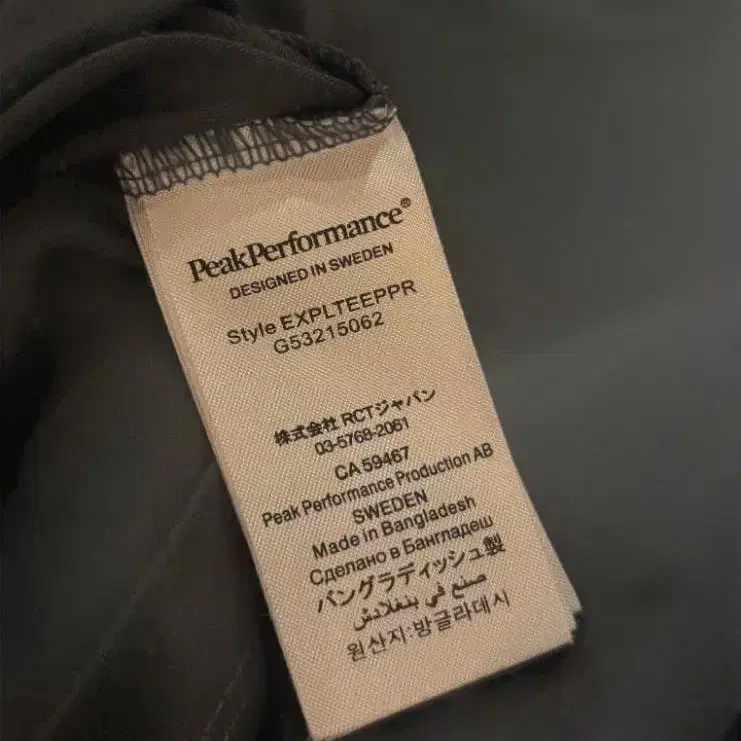 PeakPerformance®
DESIGNED IN SWEDEN
Style EXPLTEEPPR
G53215062
株式会社 RCTジャパン
03-5768-2061
CA 59467
Peak Performance Production AB
SWEDEN
Made in Bangladesh
Сделано в Бангладеш
バングラディッシュ製
صنع في بنغلادش
원산지:방글라데시